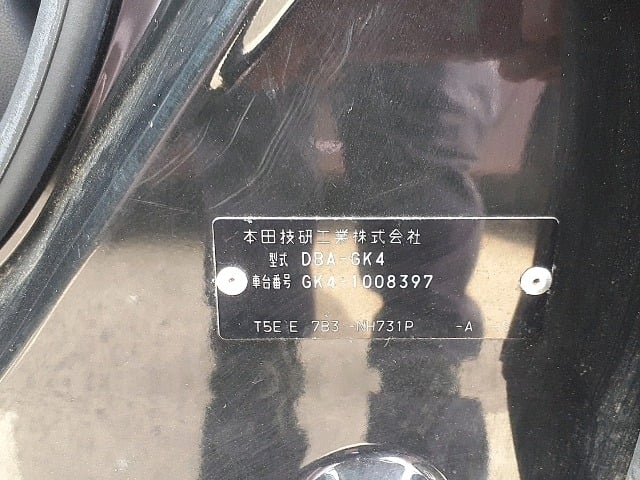 本田技研工業株式会社
型式 DBA-GK4
車台番号 GK4-1008397
T5E E 7B3 -NH731P -A